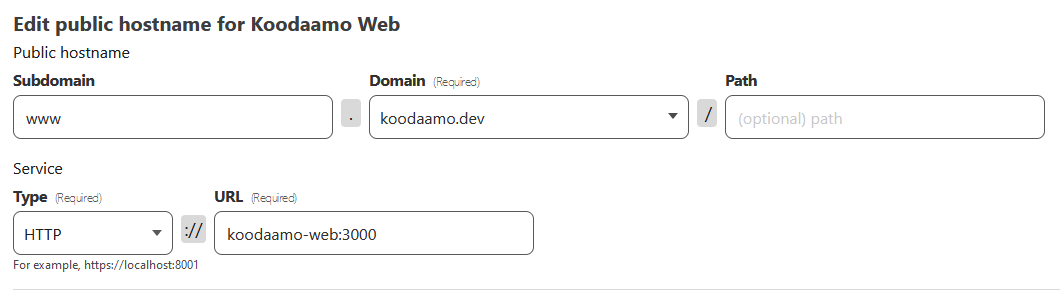 Edit public hostname for Koodaamo Web
Public hostname
Subdomain Domain (Required) Path
www . koodaamo.dev / (optional) path
Service
Type (Required) URL (Required)
HTTP :// koodaamo-web:3000
For example, https://localhost:8001